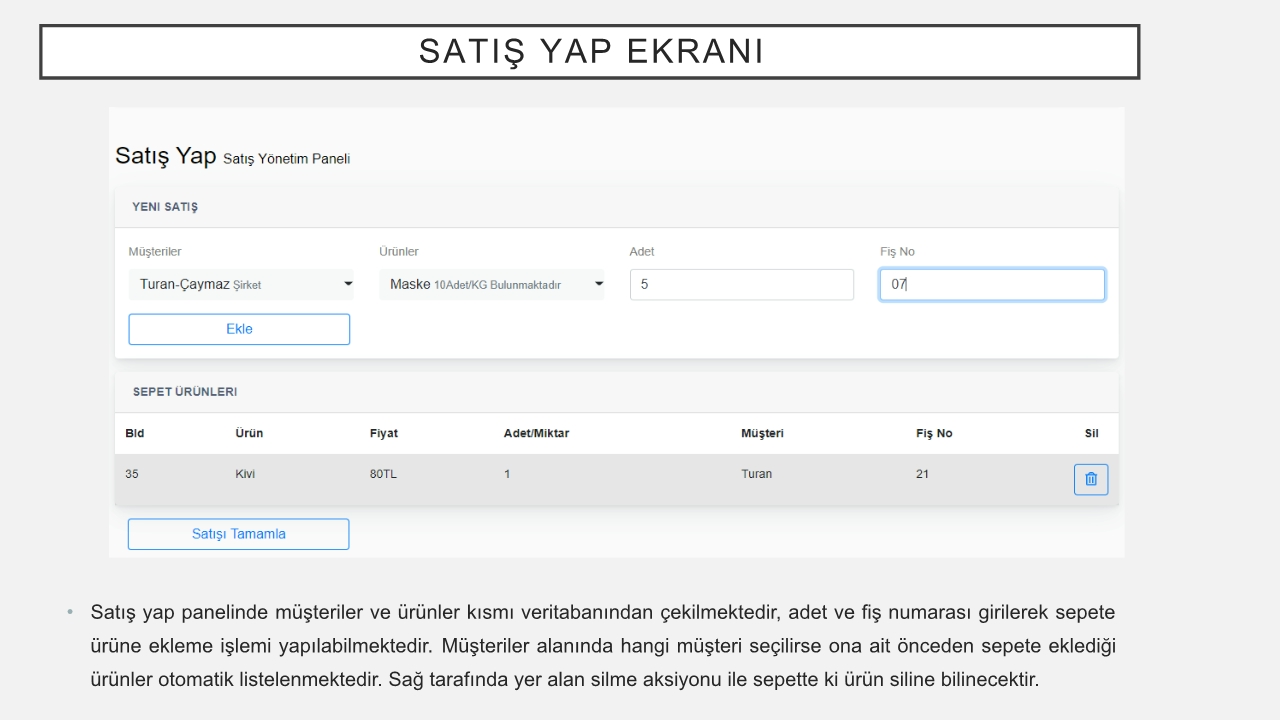 SATIŞ YAP EKRANI
Satış Yap Satış Yönetim Paneli
YENI SATIŞ
Müşteriler Ürünler Adet Fiş No
Turan-Çaymaz Şirket Maske 10Adet/KG Bulunmaktadır 5 07
Ekle
SEPET ÜRÜNLERI
BId Ürün Fiyat Adet/Miktar Müşteri Fiş No Sil
35 Kivi 80TL 1 Turan 21
Satışı Tamamla
• Satış yap panelinde müşteriler ve ürünler kısmı veritabanından çekilmektedir, adet ve fiş numarası girilerek sepete
ürüne ekleme işlemi yapılabilmektedir. Müşteriler alanında hangi müşteri seçilirse ona ait önceden sepete eklediği
ürünler otomatik listelenmektedir. Sağ tarafında yer alan silme aksiyonu ile sepette ki ürün siline bilinecektir.